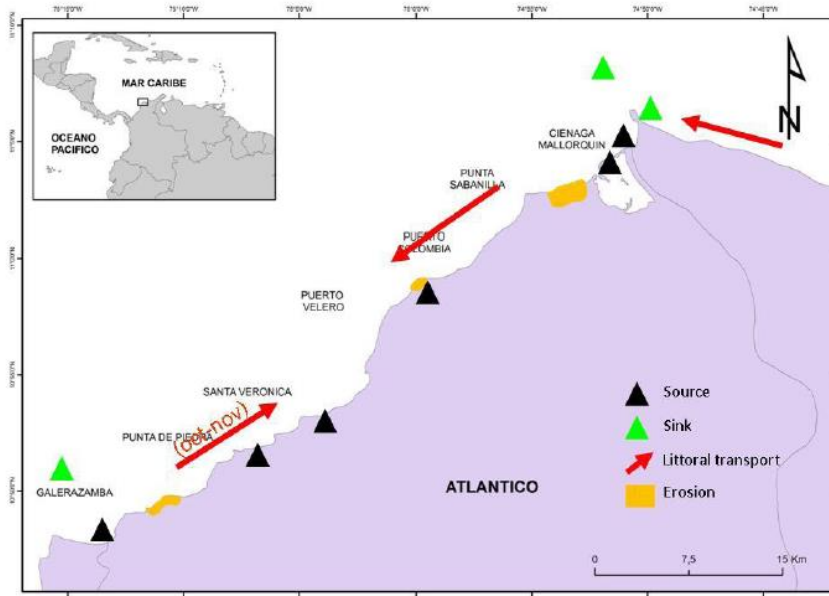 MAR CARIBE
OCEANO
PACIFICO
N
CIENAGA
MALLORQUIN
PUNTA
SABANILLA
PUERTO
COLOMBIA
PUERTO
VELERO
SANTA VERONICA
(oct-nov)
PUNTA DE PIEDRA
GALERAZAMBA
ATLANTICO
Source
Sink
Littoral transport
Erosion
0 7,5 15 Km